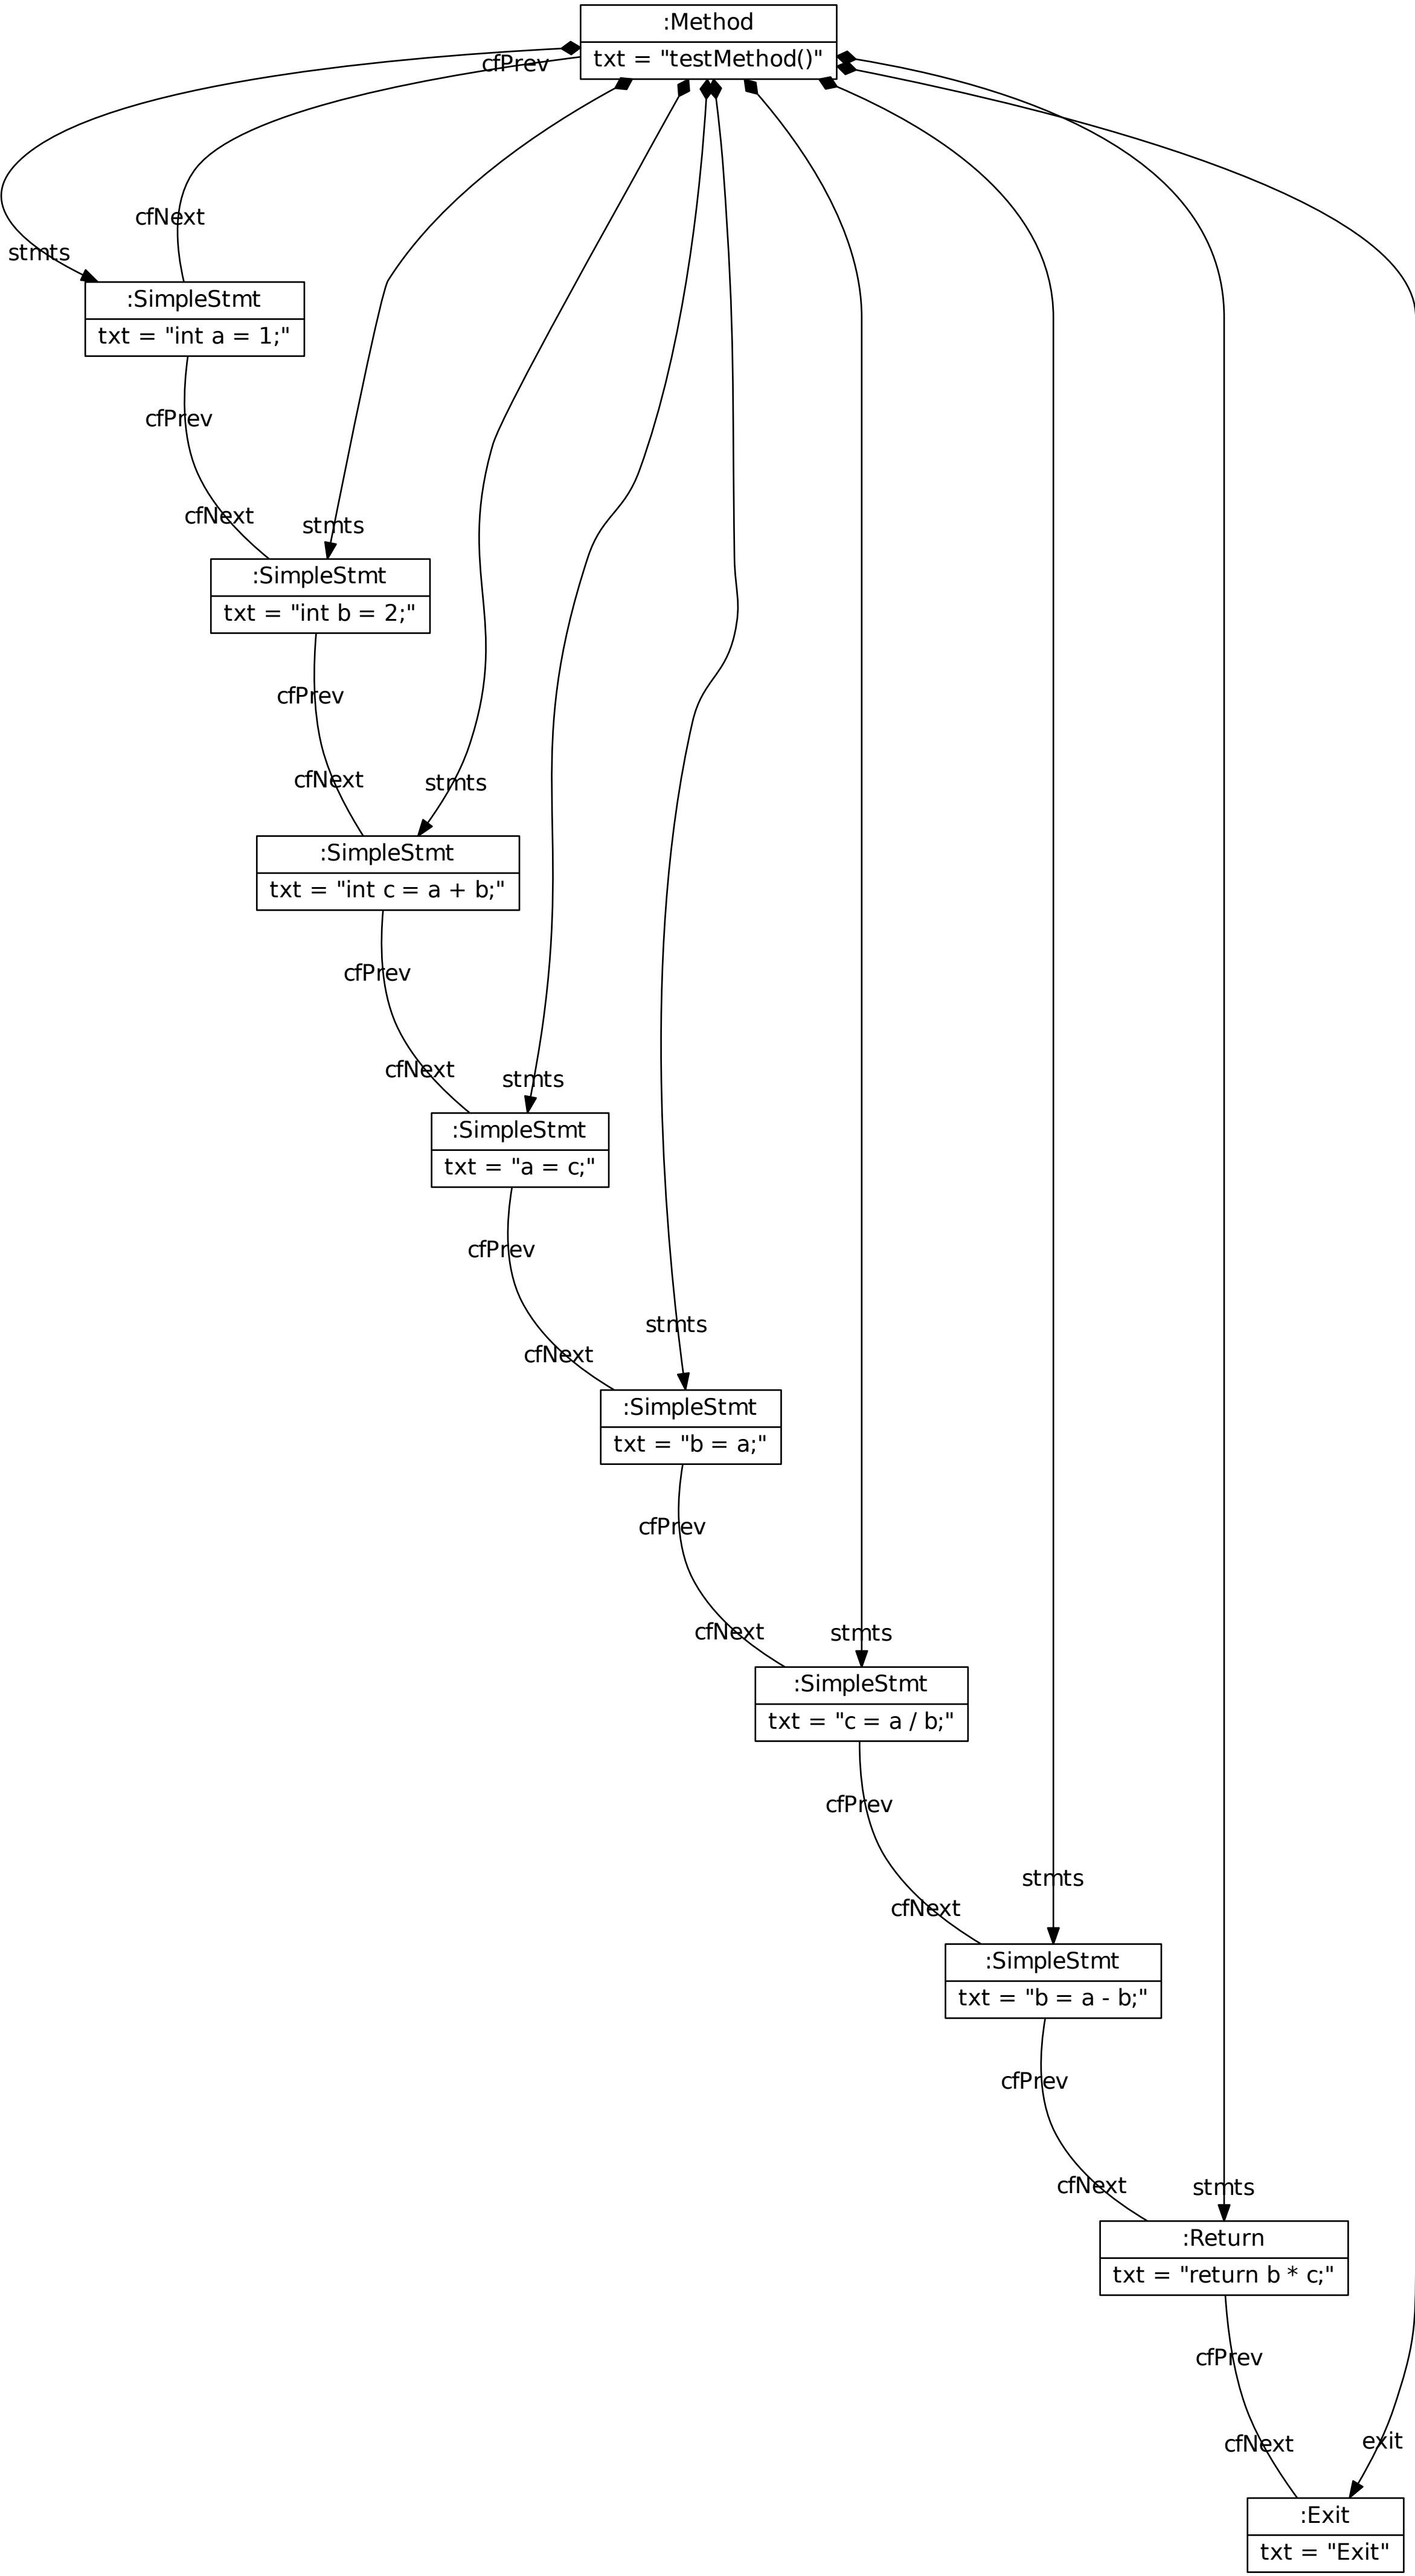 :Method
txt = "testMethod()"
cfPrev
cfNext
stmts
:SimpleStmt
txt = "int a = 1;"
cfPrev
cfNext
stmts
:SimpleStmt
txt = "int b = 2;"
cfPrev
cfNext
stmts
:SimpleStmt
txt = "int c = a + b;"
cfPrev
cfNext
stmts
:SimpleStmt
txt = "a = c;"
cfPrev
stmts
cfNext
:SimpleStmt
txt = "b = a;"
cfPrev
cfNext
stmts
:SimpleStmt
txt = "c = a / b;"
cfPrev
stmts
cfNext
:SimpleStmt
txt = "b = a - b;"
cfPrev
cfNext
stmts
:Return
txt = "return b * c;"
cfPrev
cfNext
exit
:Exit
txt = "Exit"